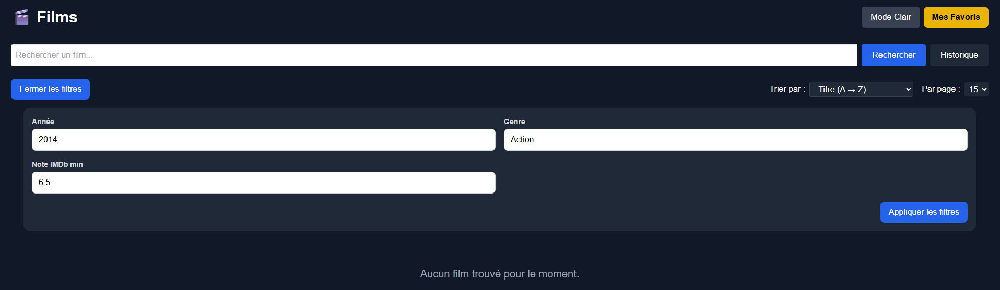 Films
Mode Clair
Mes Favoris
Rechercher un film...
Rechercher
Historique
Fermer les filtres
Trier par :
Titre (A → Z)
Par page :
15
Année
Genre
2014
Action
Note IMDb min
6.5
Appliquer les filtres
Aucun film trouvé pour le moment.